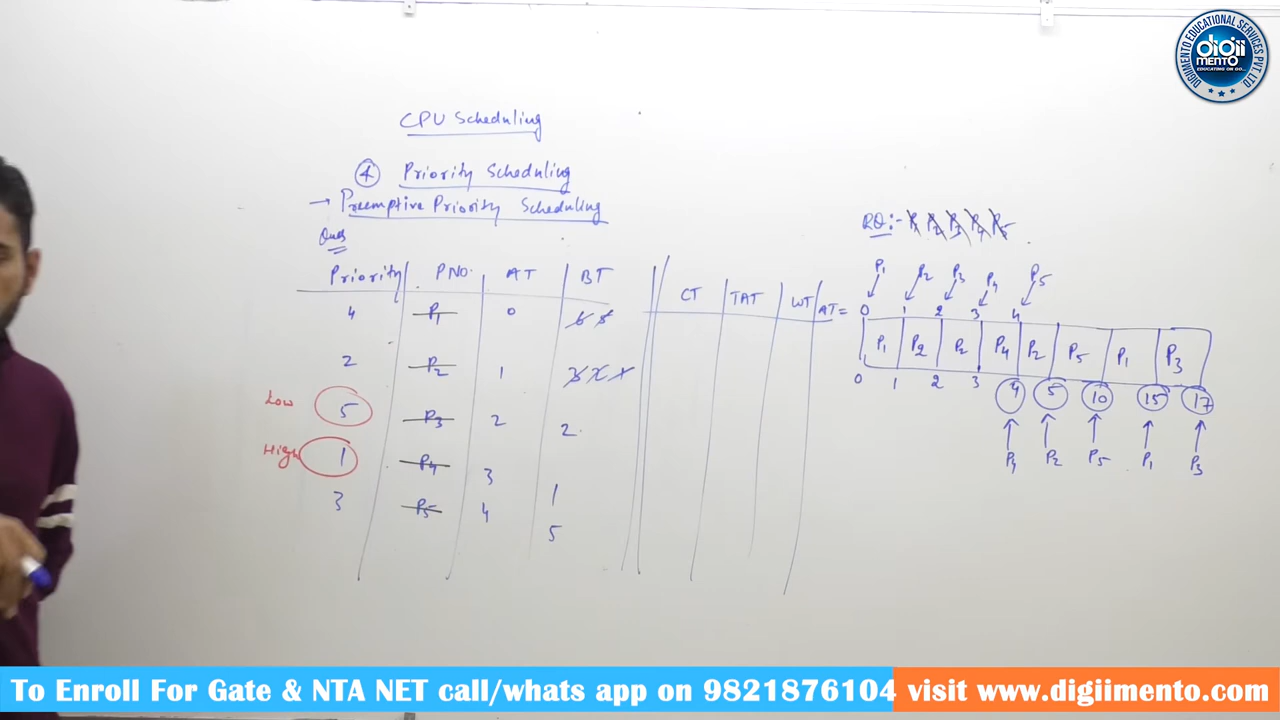 DIGIIMENTO EDUCATIONAL SERVICES PVT LTD
digii
mento
EDUCATING ON GO...
CPU Scheduling
4 Priority Scheduling
→ Preemptive Priority Scheduling
Ques
Priority PNO. AT BT CT TAT WT
4 P1 0
2 P2 1
Low 5 P3 2 2
High 1 P4 3 1
3 P5 4 5
RQ:- P1 P2 P3 P4 P5
P1 P2 P3 P4 P5
AT= 0 1 2 3 4
P1 P2 P2 P4 P2 P5 P1 P3
0 1 2 3 4 5 10 15 17
P4 P2 P5 P1 P3
To Enroll For Gate & NTA NET call/whats app on 9821876104 visit www.digiimento.com